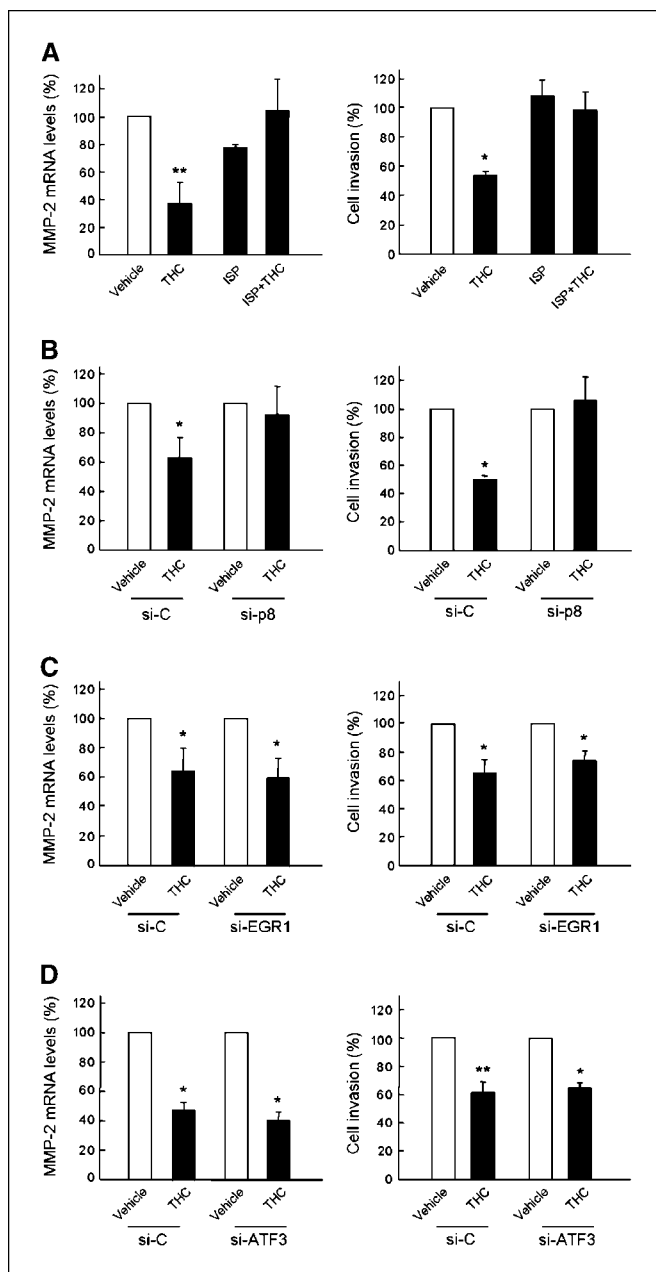 A
MMP-2 mRNA levels (%)
120
100
80
60
40
20
0
**
Vehicle
THC
ISP
ISP+THC
Cell invasion (%)
120
100
80
60
40
20
0
*
Vehicle
THC
ISP
ISP+THC
B
MMP-2 mRNA levels (%)
120
100
80
60
40
20
0
*
Vehicle
THC
Vehicle
THC
si-C
si-p8
Cell invasion (%)
120
100
80
60
40
20
0
*
Vehicle
THC
Vehicle
THC
si-C
si-p8
C
MMP-2 mRNA levels (%)
120
100
80
60
40
20
0
*
*
Vehicle
THC
Vehicle
THC
si-C
si-EGR1
Cell invasion (%)
120
100
80
60
40
20
0
*
*
Vehicle
THC
Vehicle
THC
si-C
si-EGR1
D
MMP-2 mRNA levels (%)
120
100
80
60
40
20
0
*
*
Vehicle
THC
Vehicle
THC
si-C
si-ATF3
Cell invasion (%)
120
100
80
60
40
20
0
**
*
Vehicle
THC
Vehicle
THC
si-C
si-ATF3